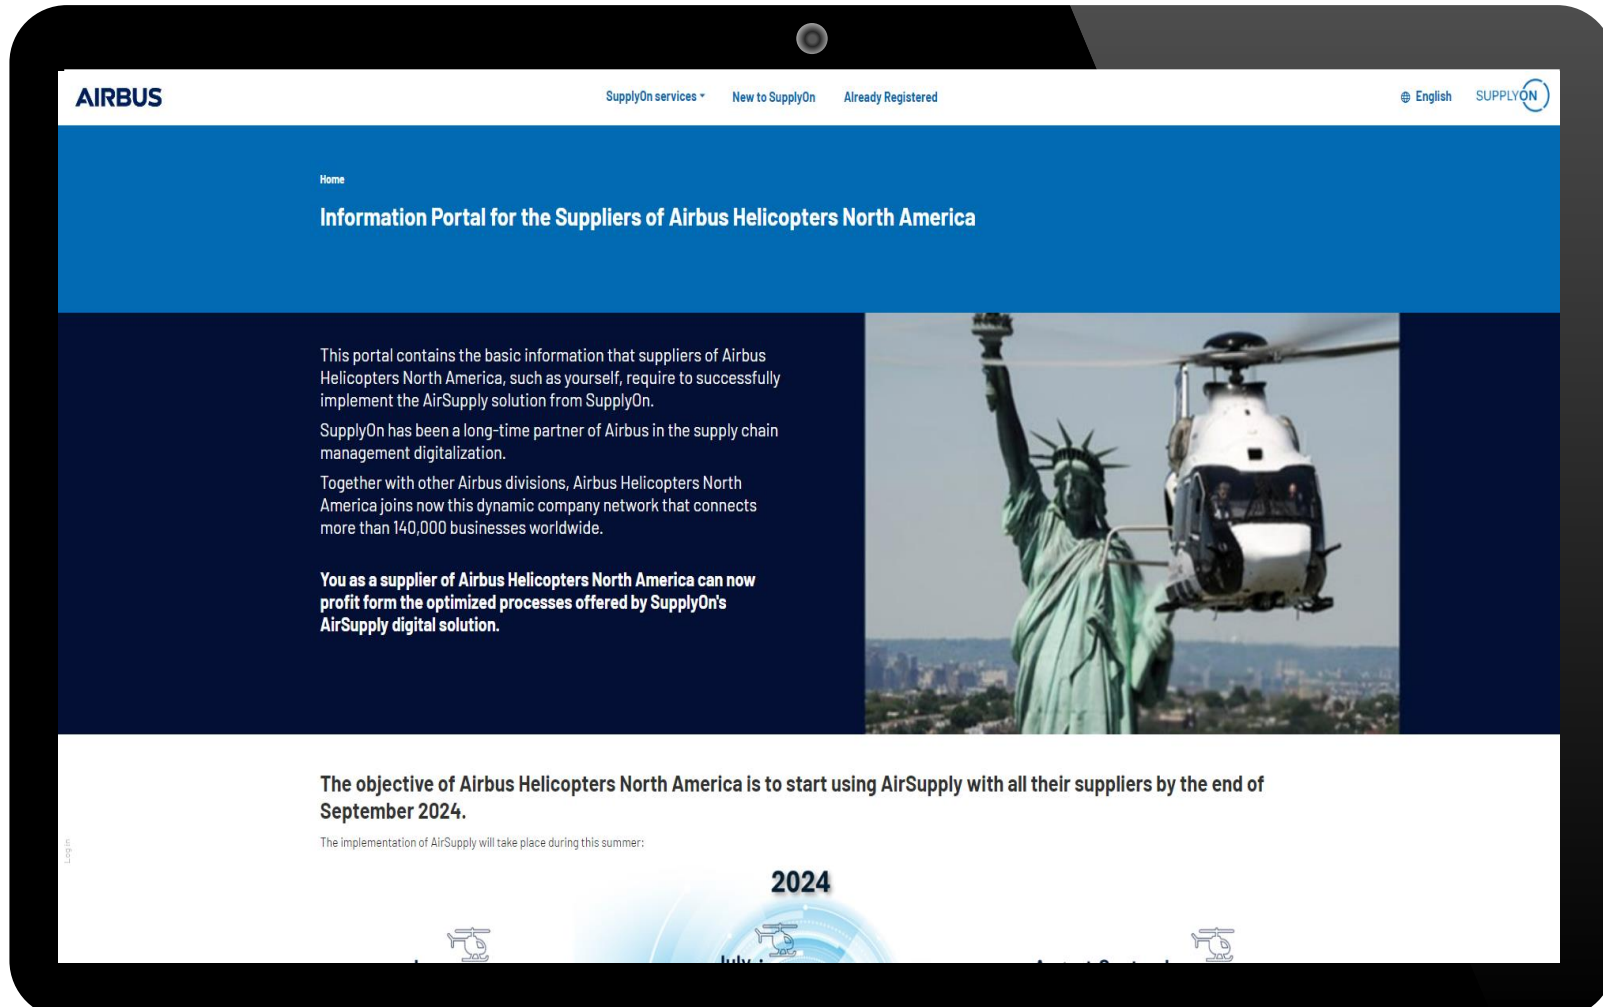 AIRBUS
SupplyOn services
New to SupplyOn
Already Registered
English
SUPPLYON
Home
Information Portal for the Suppliers of Airbus Helicopters North America
This portal contains the basic information that suppliers of Airbus
Helicopters North America, such as yourself, require to successfully
implement the AirSupply solution from SupplyOn.
SupplyOn has been a long-time partner of Airbus in the supply chain
management digitalization.
Together with other Airbus divisions, Airbus Helicopters North
America joins now this dynamic company network that connects
more than 140,000 businesses worldwide.
You as a supplier of Airbus Helicopters North America can now
profit form the optimized processes offered by SupplyOn's
AirSupply digital solution.
The objective of Airbus Helicopters North America is to start using AirSupply with all their suppliers by the end of
September 2024.
Login
The implementation of AirSupply will take place during this summer:
2024